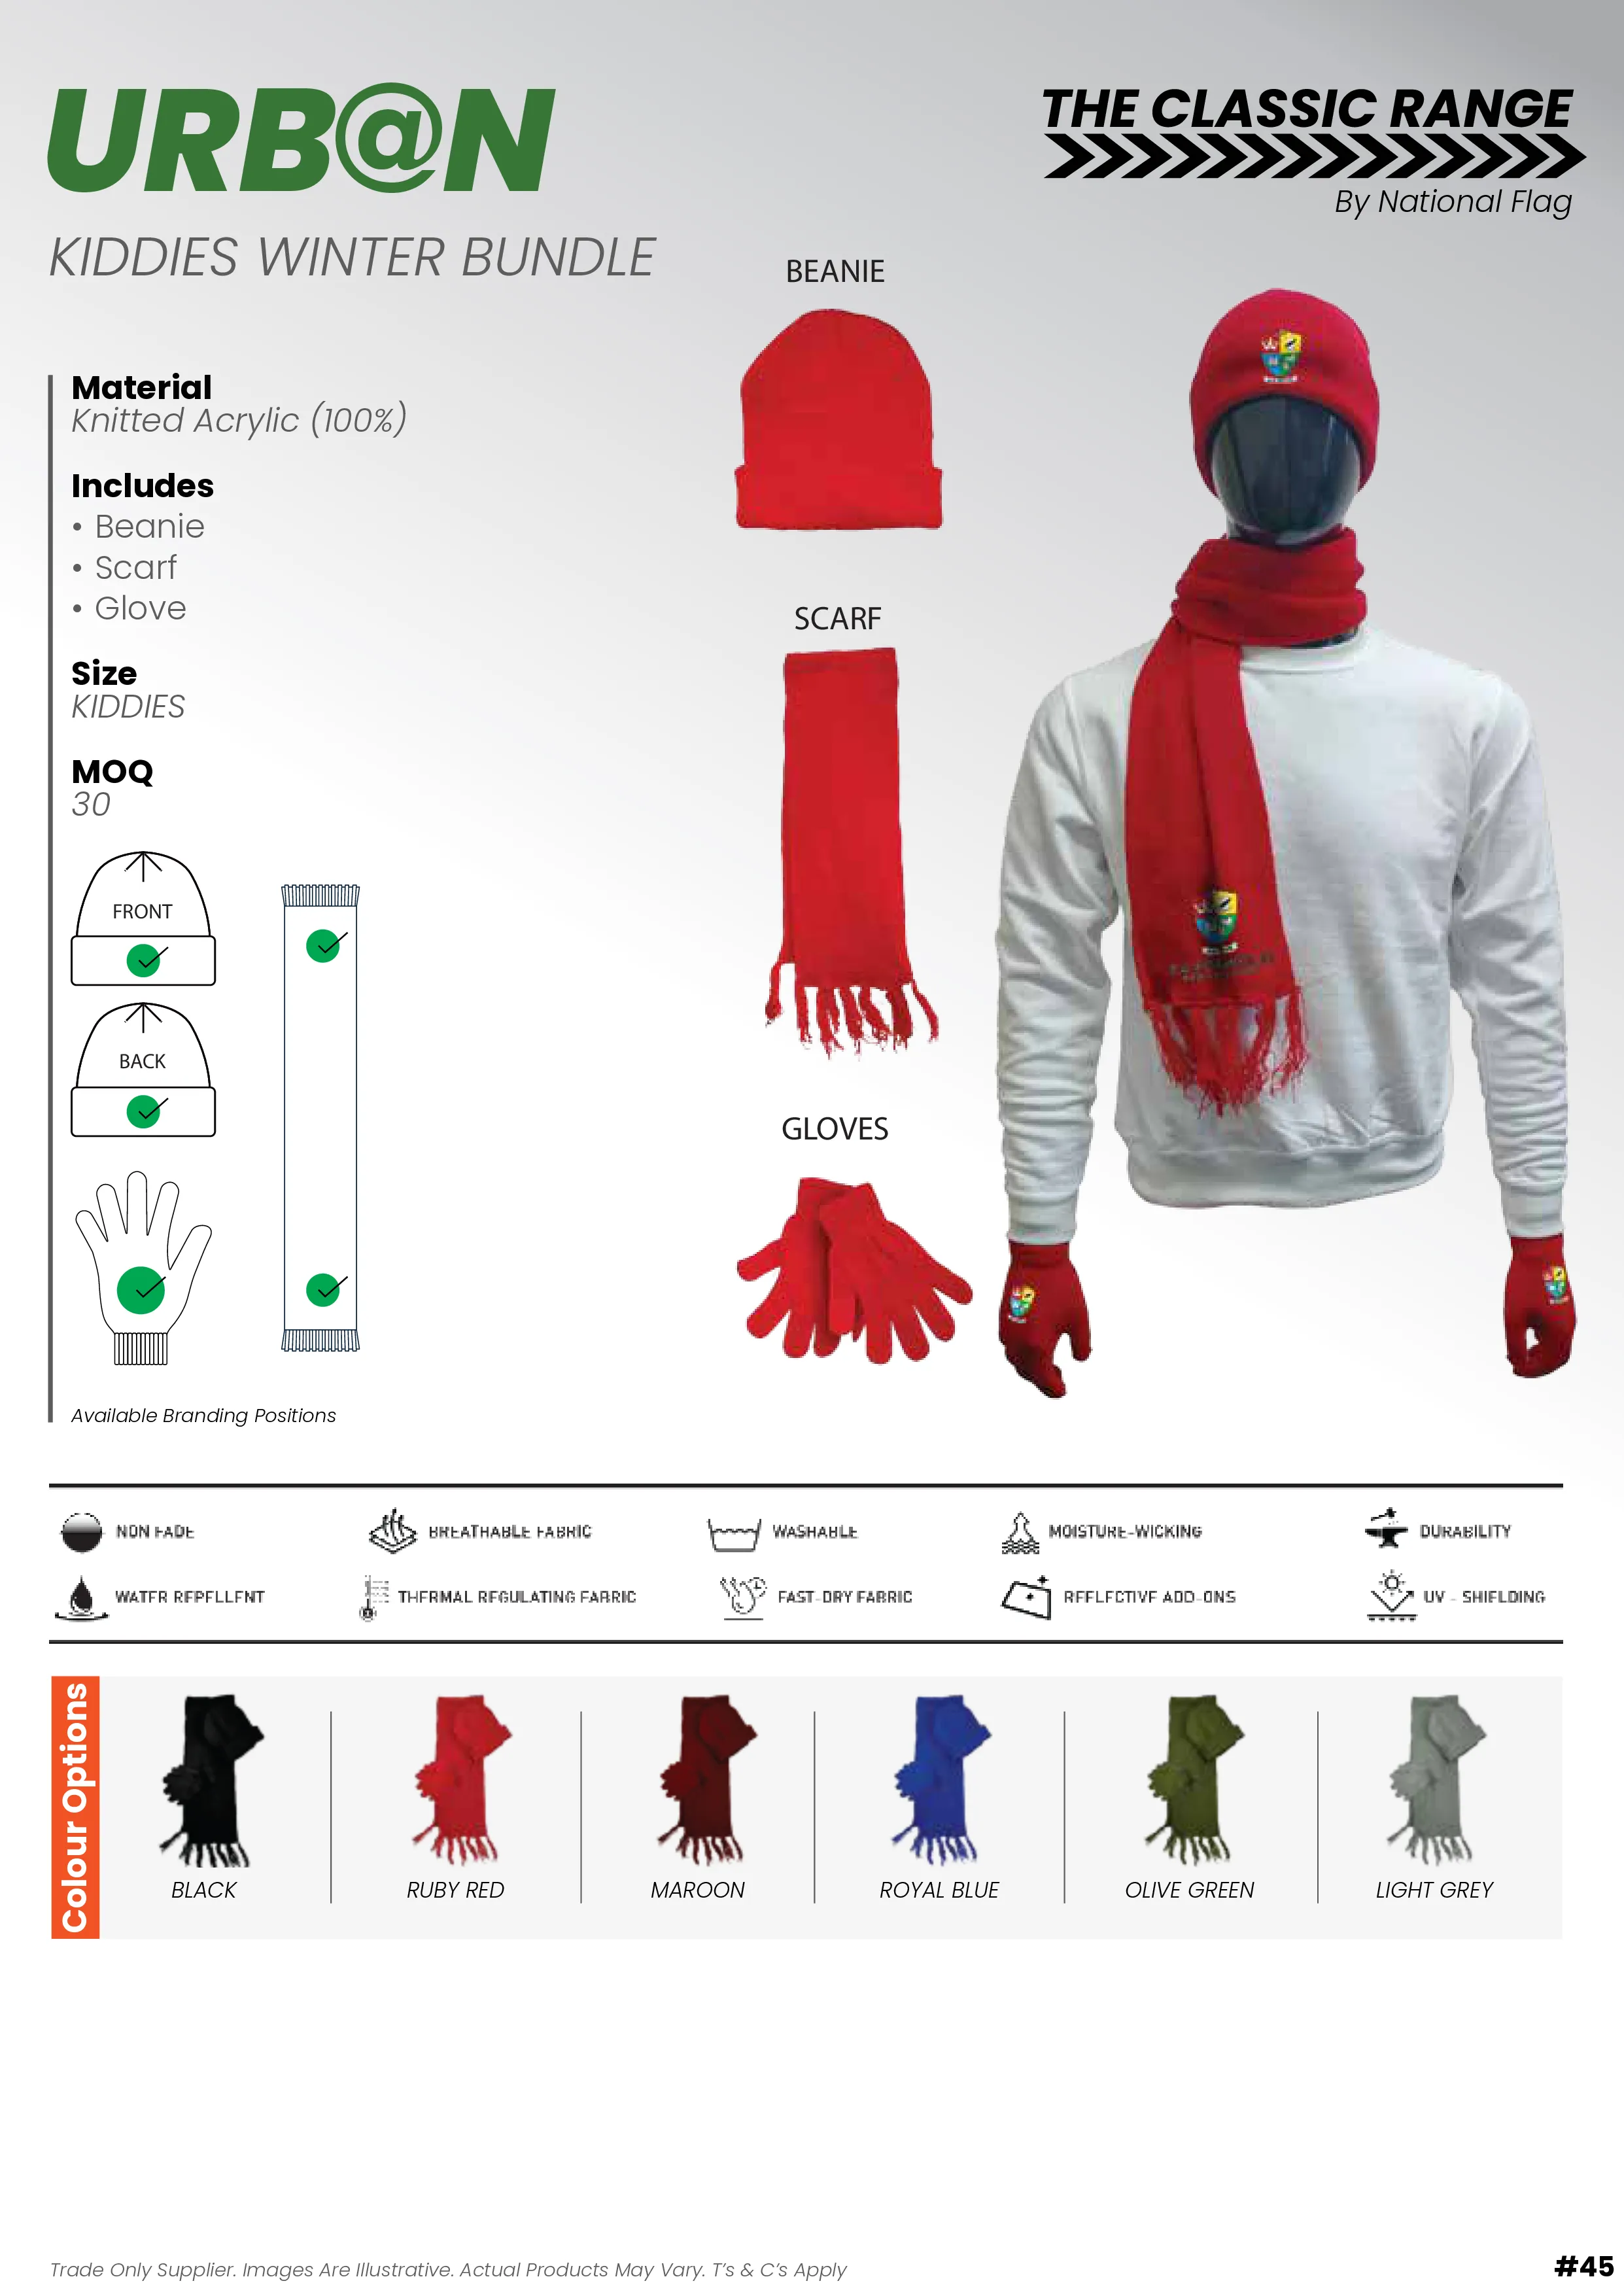 URB@N
THE CLASSIC RANGE
By National Flag
KIDDIES WINTER BUNDLE
Material
Knitted Acrylic (100%)
Includes
• Beanie
• Scarf
• Glove
Size
KIDDIES
MOQ
30
FRONT
BACK
Available Branding Positions
BEANIE
SCARF
GLOVES
NON FADE
BREATHABLE FABRIC
WASHABLE
MOISTURE-WICKING
DURABILITY
WATER REPELLENT
THERMAL REGULATING FABRIC
FAST-DRY FABRIC
REFLECTIVE ADD-ONS
UV - SHIELDING
Colour Options
BLACK
RUBY RED
MAROON
ROYAL BLUE
OLIVE GREEN
LIGHT GREY
Trade Only Supplier. Images Are Illustrative. Actual Products May Vary. T's & C's Apply
#45